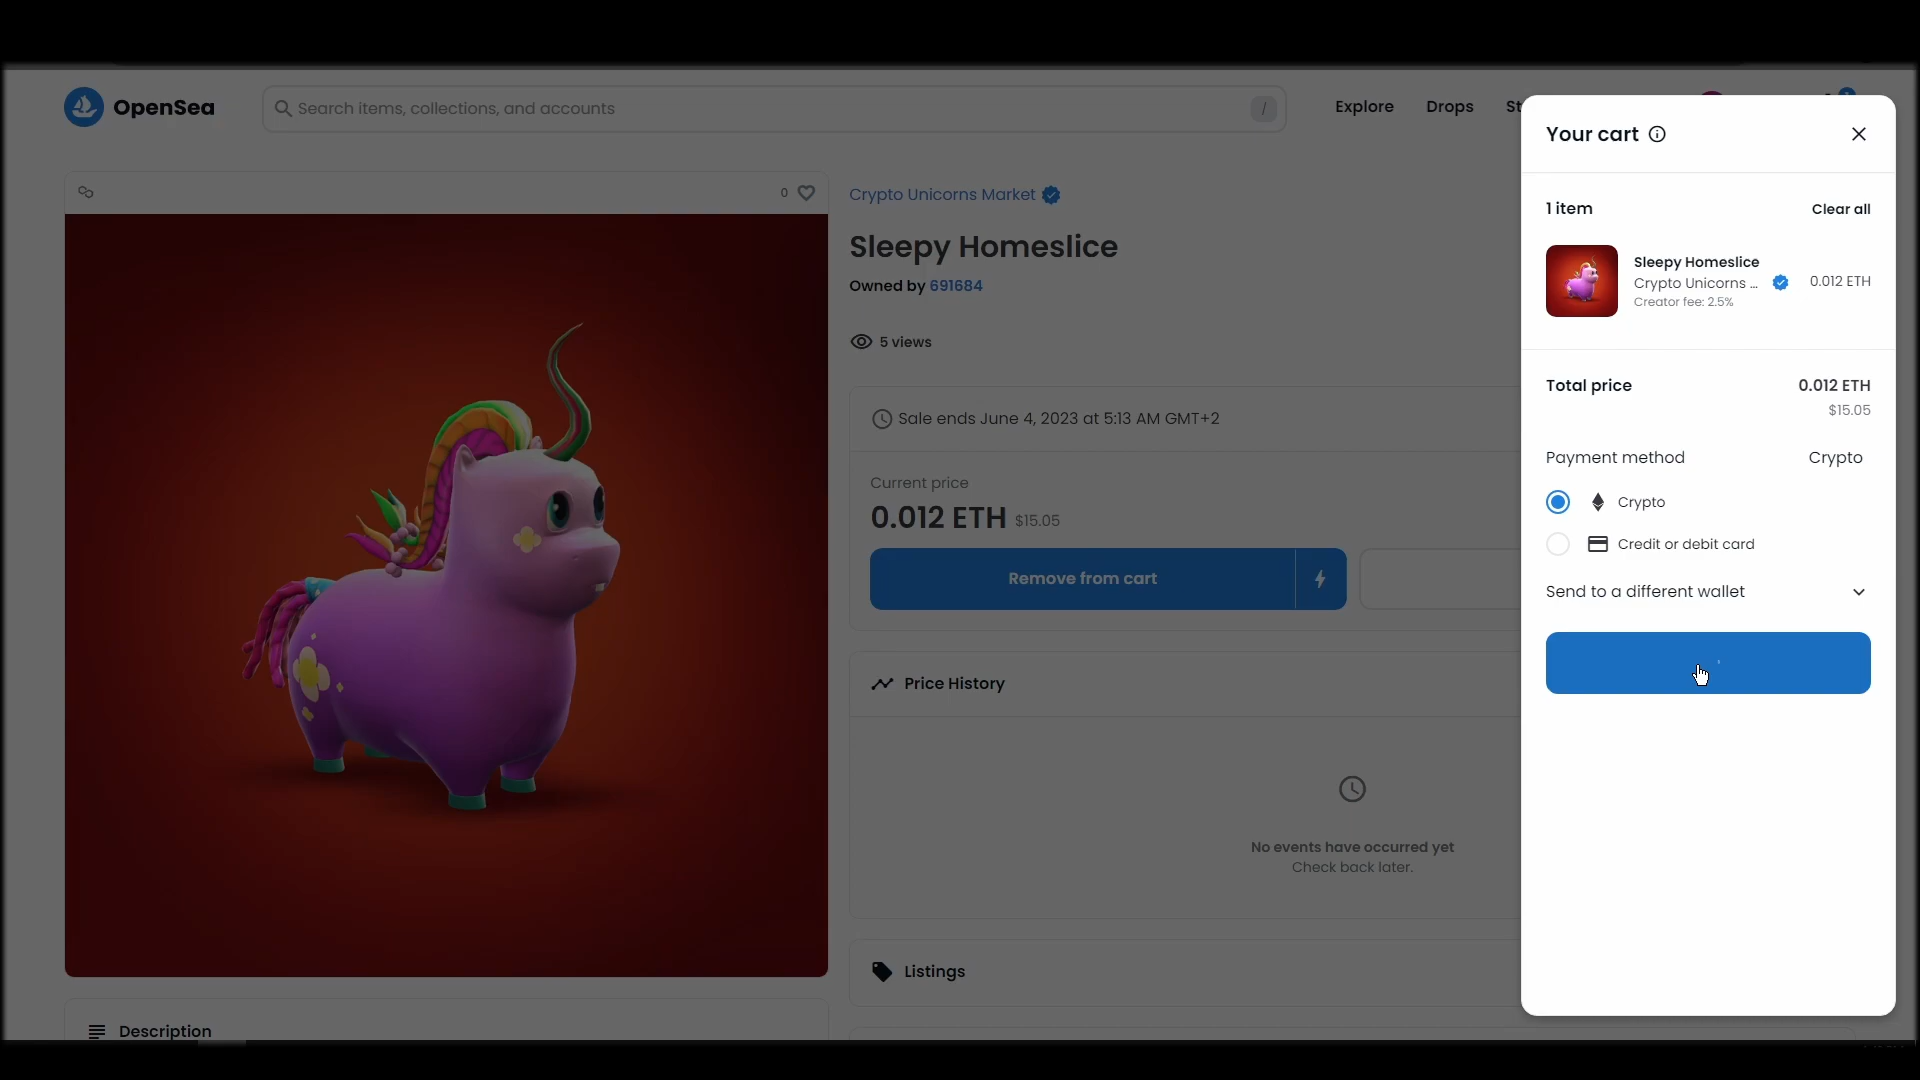 OpenSea
Search items, collections, and accounts
/
Explore
Drops
St
0
Crypto Unicorns Market
Sleepy Homeslice
Owned by 691684
5 views
Sale ends June 4, 2023 at 5:13 AM GMT+2
Current price
0.012 ETH $15.05
Remove from cart
Price History
No events have occurred yet
Check back later.
Listings
Description
Your cart
1 item
Clear all
Sleepy Homeslice
Crypto Unicorns ...
0.012 ETH
Creator fee: 2.5%
Total price
0.012 ETH
$15.05
Payment method
Crypto
Crypto
Credit or debit card
Send to a different wallet